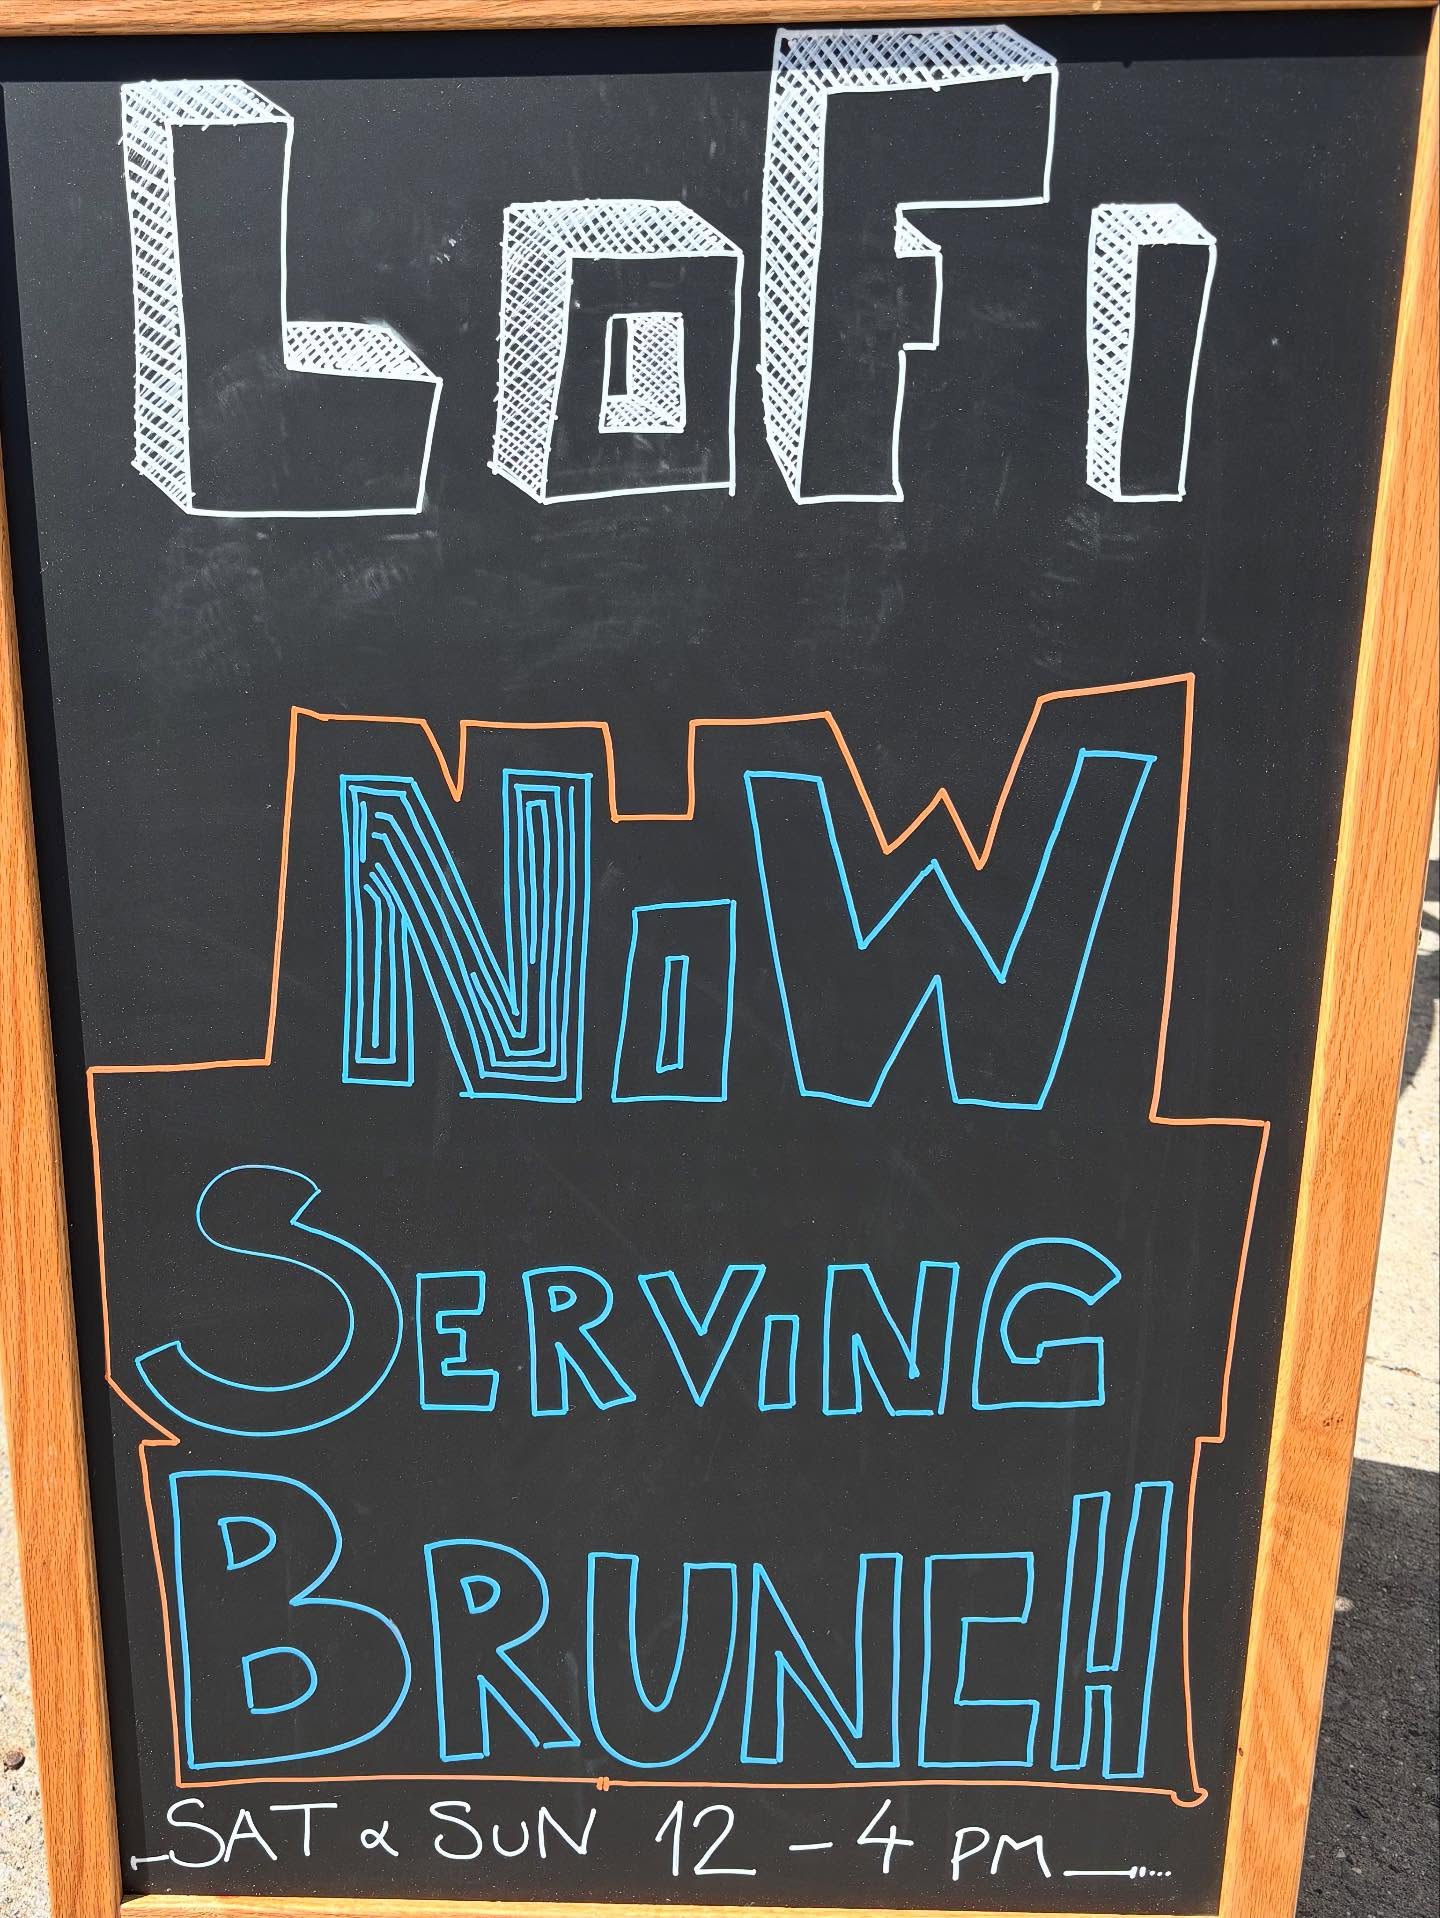 LoFi
NoW
SERViNG
BRUNCH
SAT & SUN 12 - 4 PM